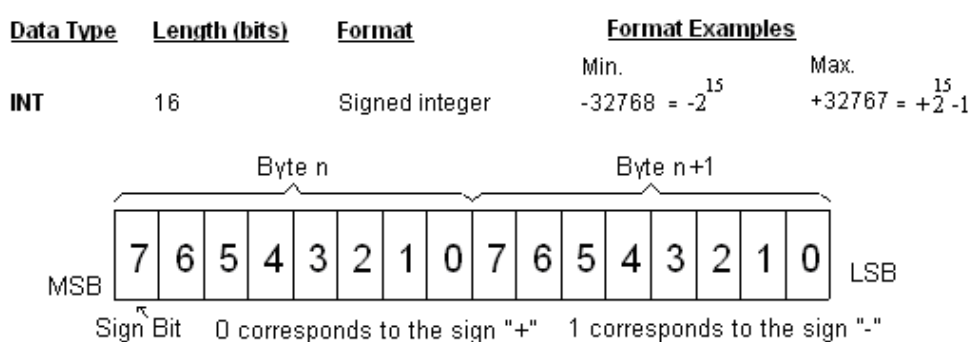 Data Type Length (bits) Format Format Examples
Min. Max.
INT 16 Signed integer -32768 = -2^15 +32767 = +2^15 -1
Byte n Byte n+1
MSB 7 6 5 4 3 2 1 0 7 6 5 4 3 2 1 0 LSB
Sign Bit 0 corresponds to the sign "+" 1 corresponds to the sign "-"